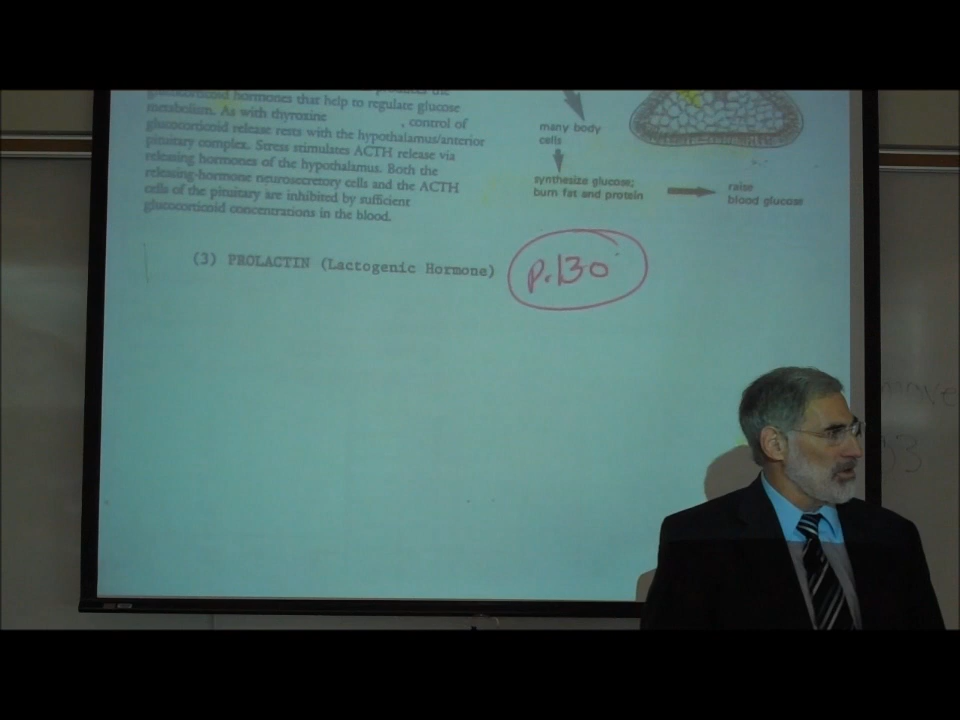 glucocorticoid hormones that help to regulate glucose
metabolism. As with thyroxine , control of
glucocorticoid release rests with the hypothalamus/anterior
pituitary complex. Stress stimulates ACTH release via
releasing hormones of the hypothalamus. Both the
releasing-hormone neurosecretory cells and the ACTH
cells of the pituitary are inhibited by sufficient
glucocorticoid concentrations in the blood.
many body
cells
synthesize glucose;
burn fat and protein
raise
blood glucose
(3) PROLACTIN (Lactogenic Hormone)
p.130